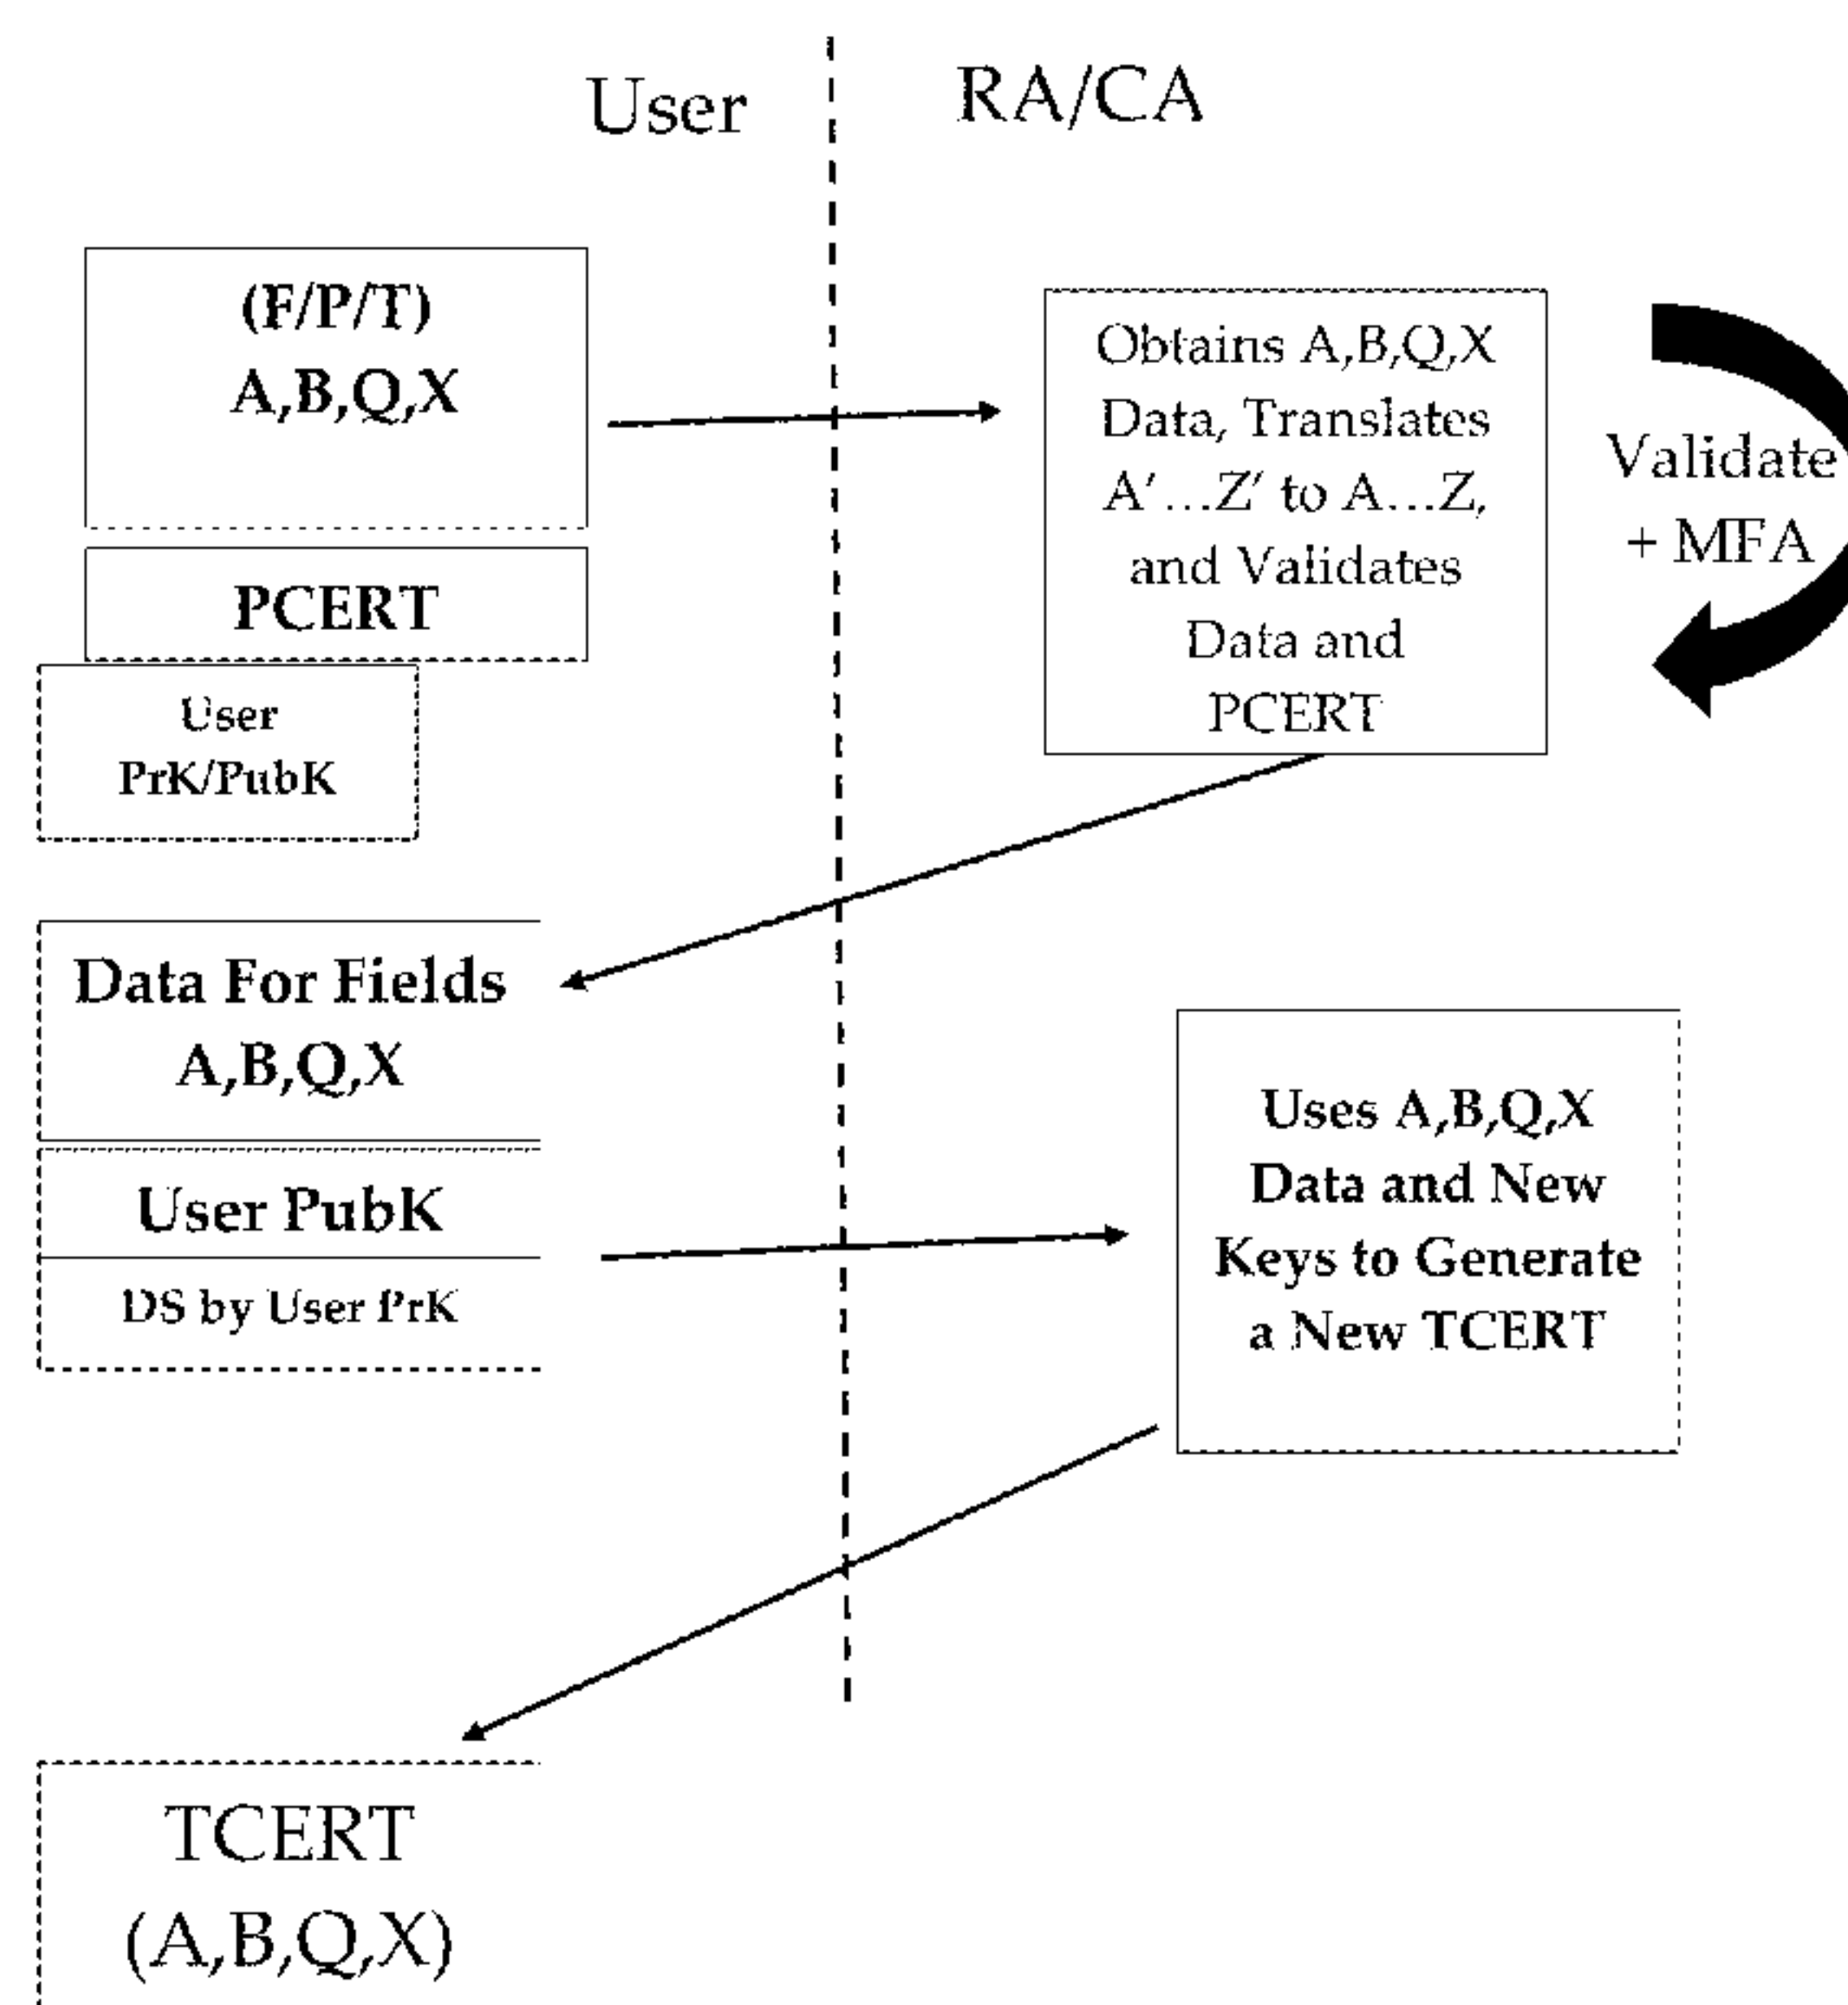 User
RA/CA
(F/P/T)
A,B,Q,X
PCERT
User
PrK/PubK
Obtains A,B,Q,X
Data, Translates
A'...Z' to A...Z,
and Validates
Data and
PCERT
Validate
+ MFA
Data For Fields
A,B,Q,X
User PubK
DS by User PrK
Uses A,B,Q,X
Data and New
Keys to Generate
a New TCERT
TCERT
(A,B,Q,X)